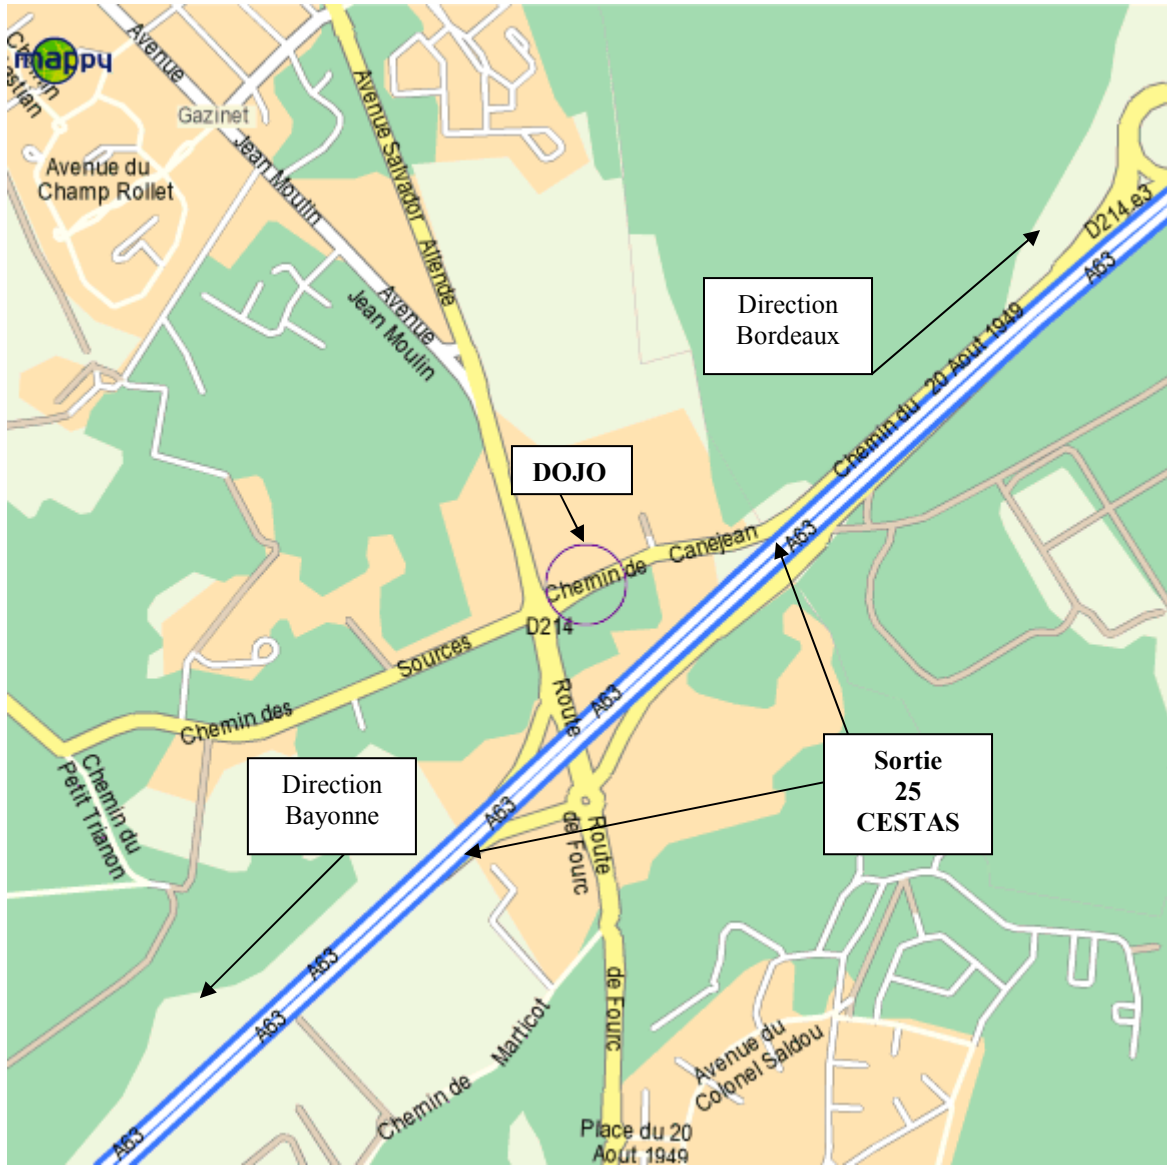 mappy
Chemin
bastian
Avenue
Gazinet
Jean Moulin
Avenue du
Champ Rollet
Avenue Salvador Allende
Avenue
Jean Moulin
D214.e3
A63
Direction
Bordeaux
Chemin du 20 Aout 1949
DOJO
A63
Chemin de Canejean
D214
Chemin des Sources
Route
A63
Chemin du
Petit Trianon
Direction
Bayonne
A63
Sortie
25
CESTAS
Route
de Fourc
A63
A63
de Fourc
Chemin de Marticot
Avenue du
Colonel Saldou
A63
Place du 20
Aout 1949